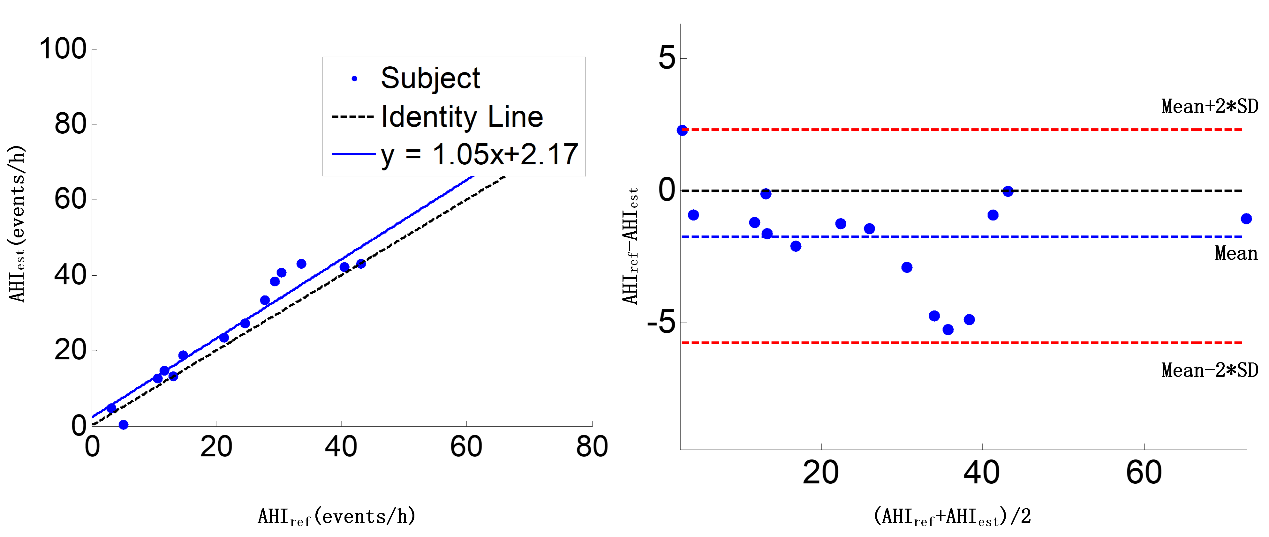 100
80
60
40
20
0
0 20 40 60 80
AHIest(events/h)
AHIref(events/h)
Subject
Identity Line
y = 1.05x+2.17
5
0
-5
20 40 60
AHIref-AHIest
(AHIref+AHIest)/2
Mean+2*SD
Mean
Mean-2*SD